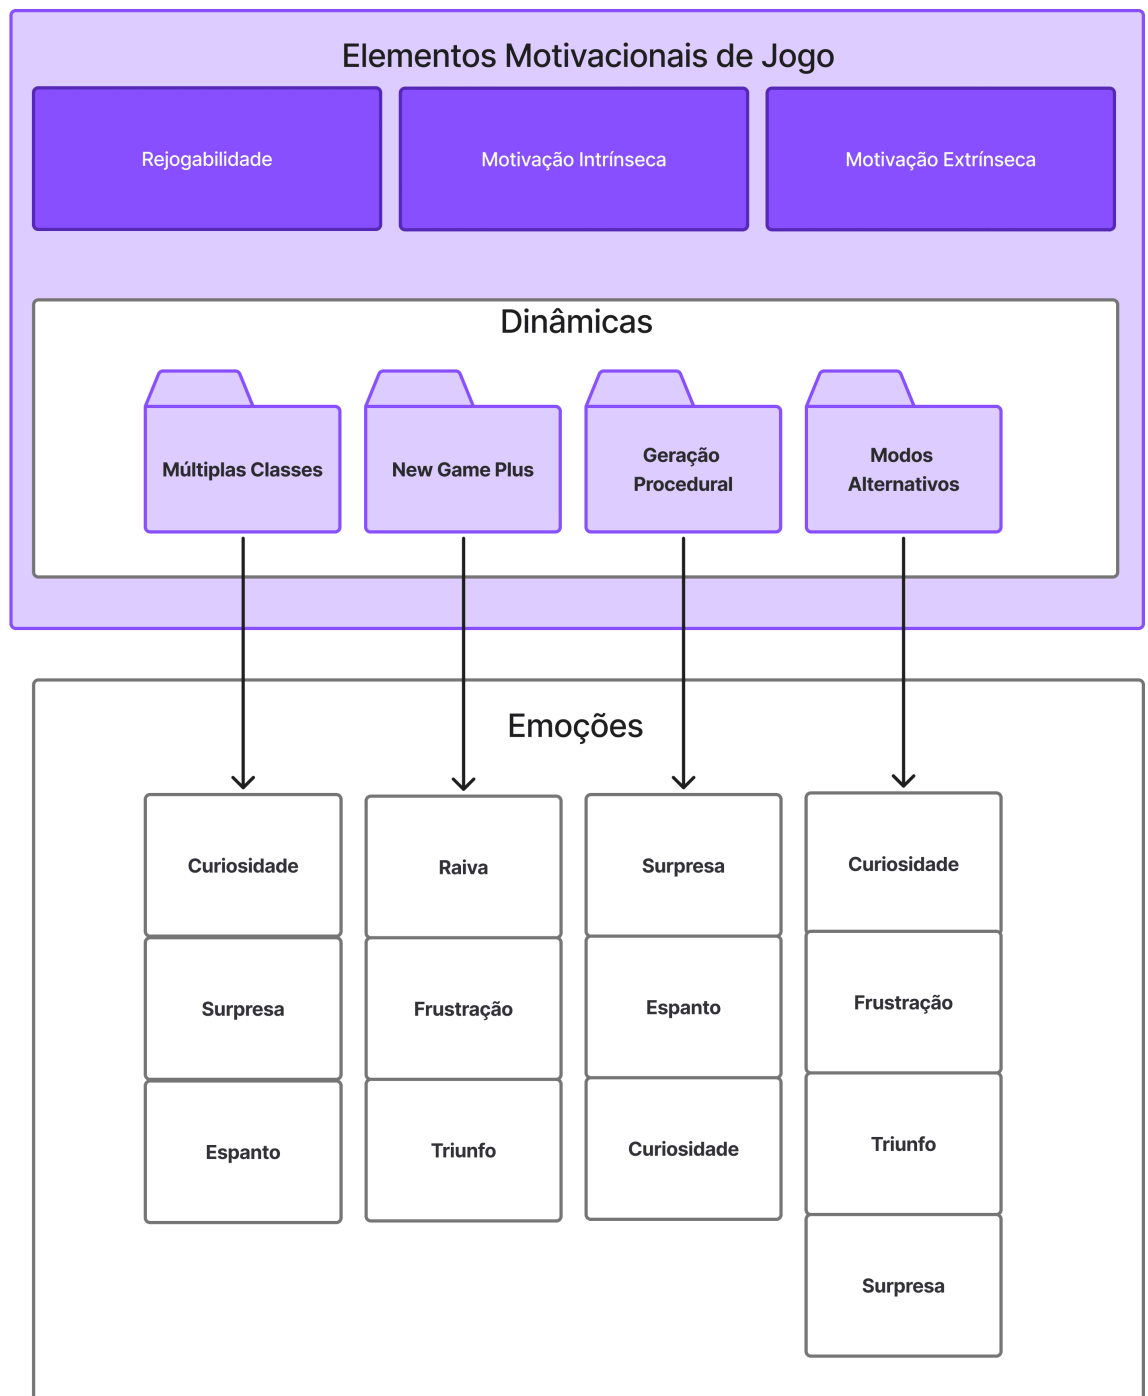 Elementos Motivacionais de Jogo
Rejogabilidade
Motivação Intrínseca
Motivação Extrínseca
Dinâmicas
Múltiplas Classes
New Game Plus
Geração
Procedural
Modos
Alternativos
Emoções
Curiosidade
Surpresa
Espanto
Raiva
Frustração
Triunfo
Surpresa
Espanto
Curiosidade
Curiosidade
Frustração
Triunfo
Surpresa